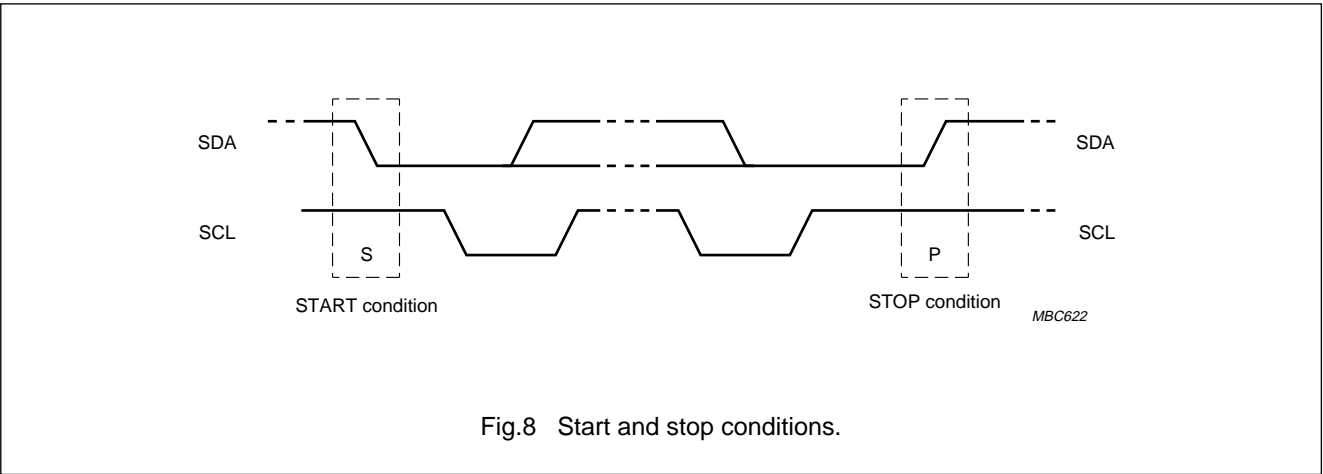 SDA
SDA
SCL
SCL
S
P
START condition
STOP condition
MBC622
Fig.8 Start and stop conditions.